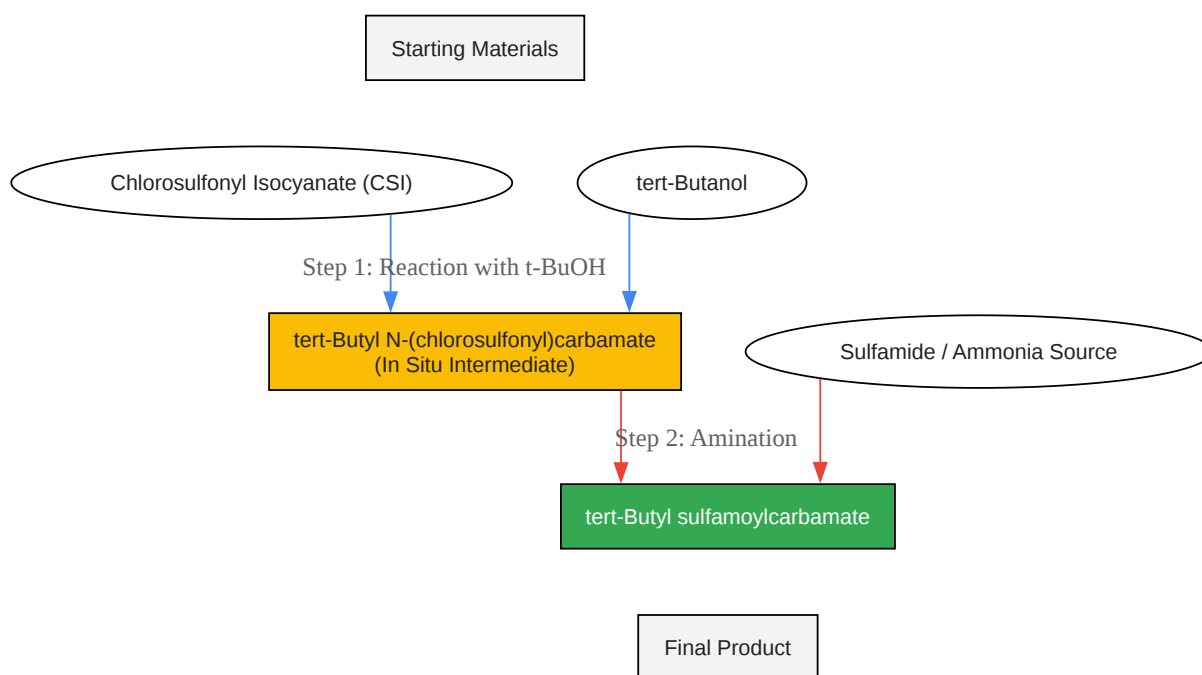 Starting Materials
Chlorosulfonyl Isocyanate (CSI)
tert-Butanol
Step 1: Reaction with t-BuOH
tert-Butyl N-(chlorosulfonyl)carbamate
(In Situ Intermediate)
Sulfamide / Ammonia Source
Step 2: Amination
tert-Butyl sulfamoylcarbamate
Final Product